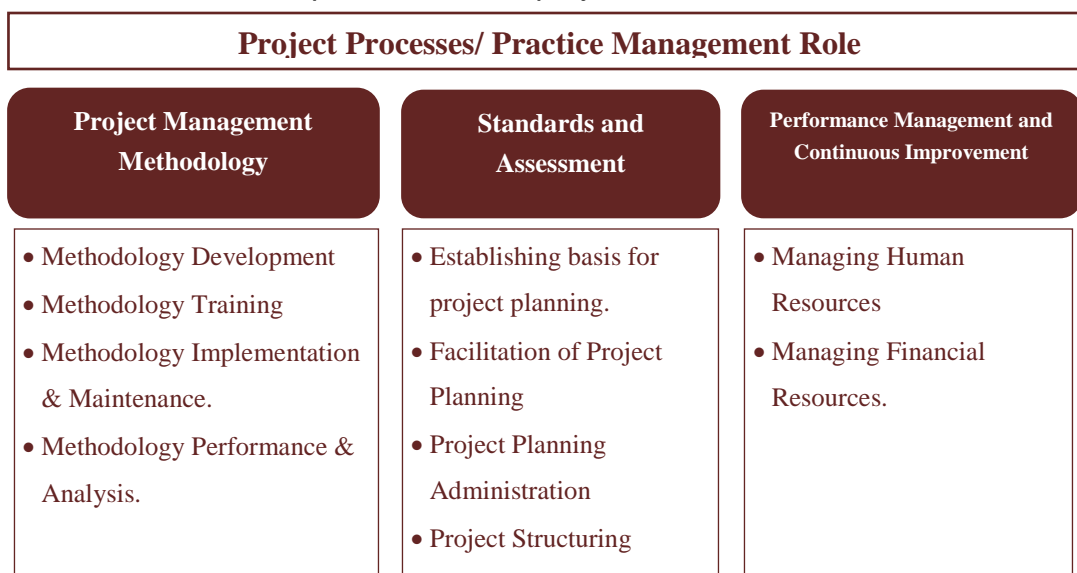 Project Processes/ Practice Management Role
Project Management
Methodology
• Methodology Development
• Methodology Training
• Methodology Implementation
& Maintenance.
• Methodology Performance &
Analysis.
Standards and
Assessment
• Establishing basis for
project planning.
• Facilitation of Project
Planning
• Project Planning
Administration
• Project Structuring
Performance Management and
Continuous Improvement
• Managing Human
Resources
• Managing Financial
Resources.